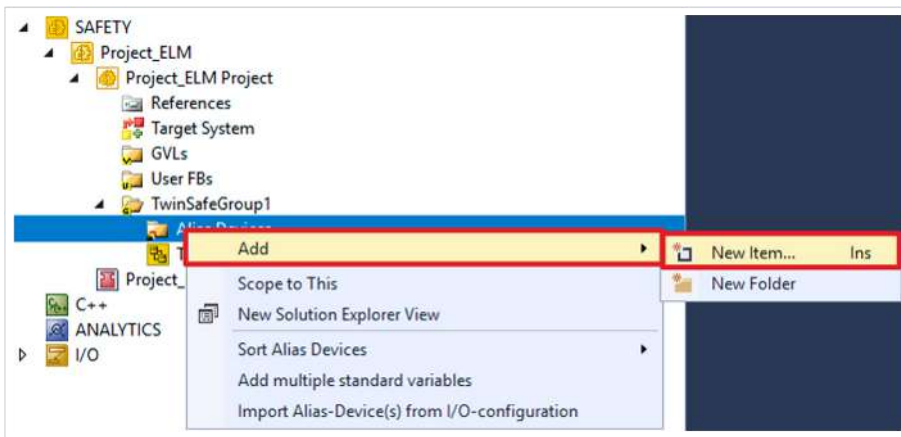 SAFETY
Project_ELM
Project_ELM Project
References
Target System
GVLs
User FBs
TwinSafeGroup1
Add
New Item... Ins
Project_
Scope to This
New Folder
C++
New Solution Explorer View
ANALYTICS
I/O
Sort Alias Devices
Add multiple standard variables
Import Alias-Device(s) from I/O-configuration